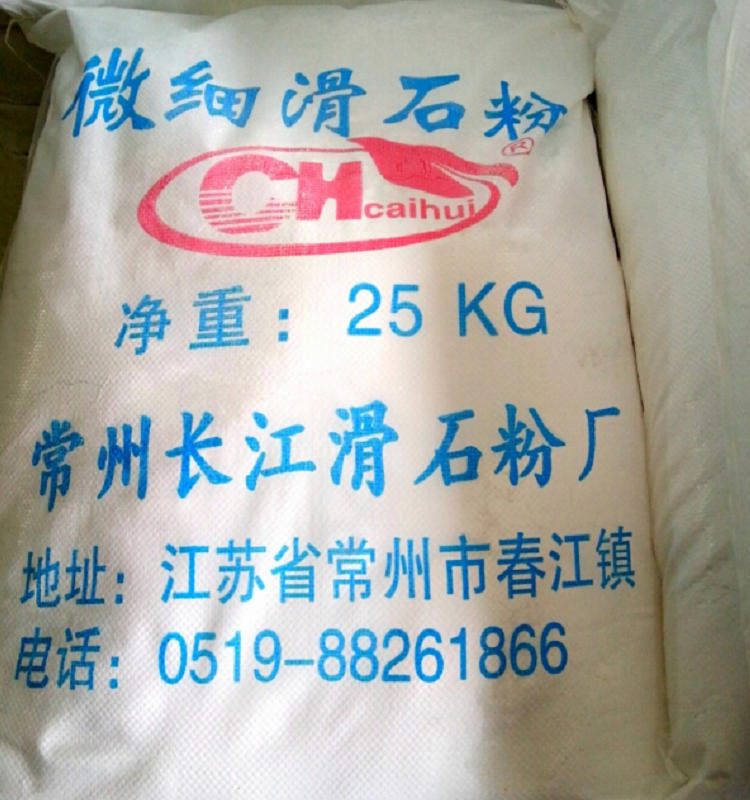 微细滑石粉
CH caihui
净重：25 KG
常州长江滑石粉厂
地址：江苏省常州市春江镇
电话：0519-88261866